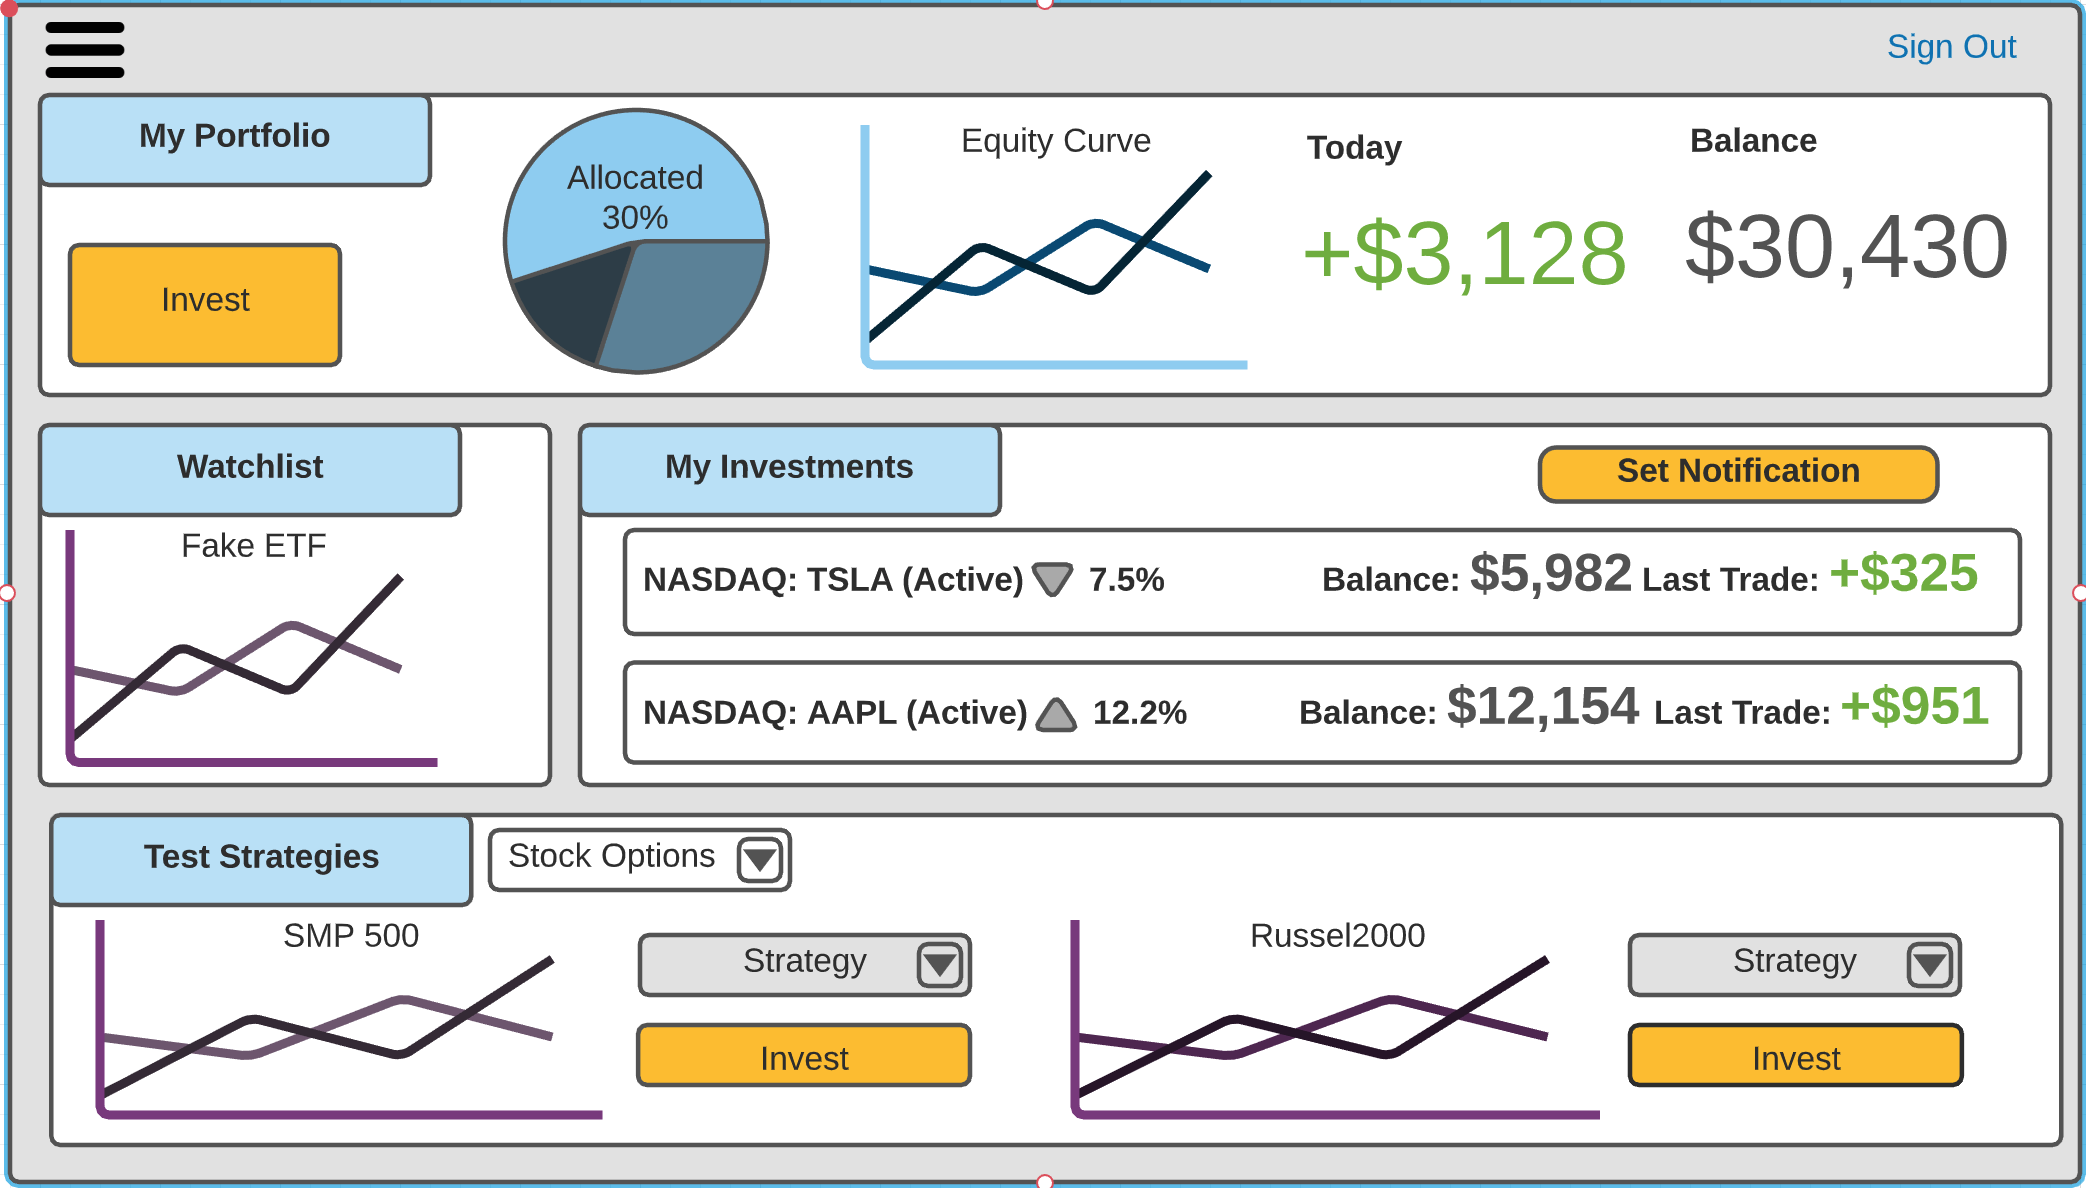 Sign Out
My Portfolio
Invest
Allocated
30%
Equity Curve
Today
+$3,128
Balance
$30,430
Watchlist
Fake ETF
My Investments
Set Notification
NASDAQ: TSLA (Active) 7.5% Balance: $5,982 Last Trade: +$325
NASDAQ: AAPL (Active) 12.2% Balance: $12,154 Last Trade: +$951
Test Strategies
Stock Options
SMP 500
Strategy
Invest
Russel2000
Strategy
Invest